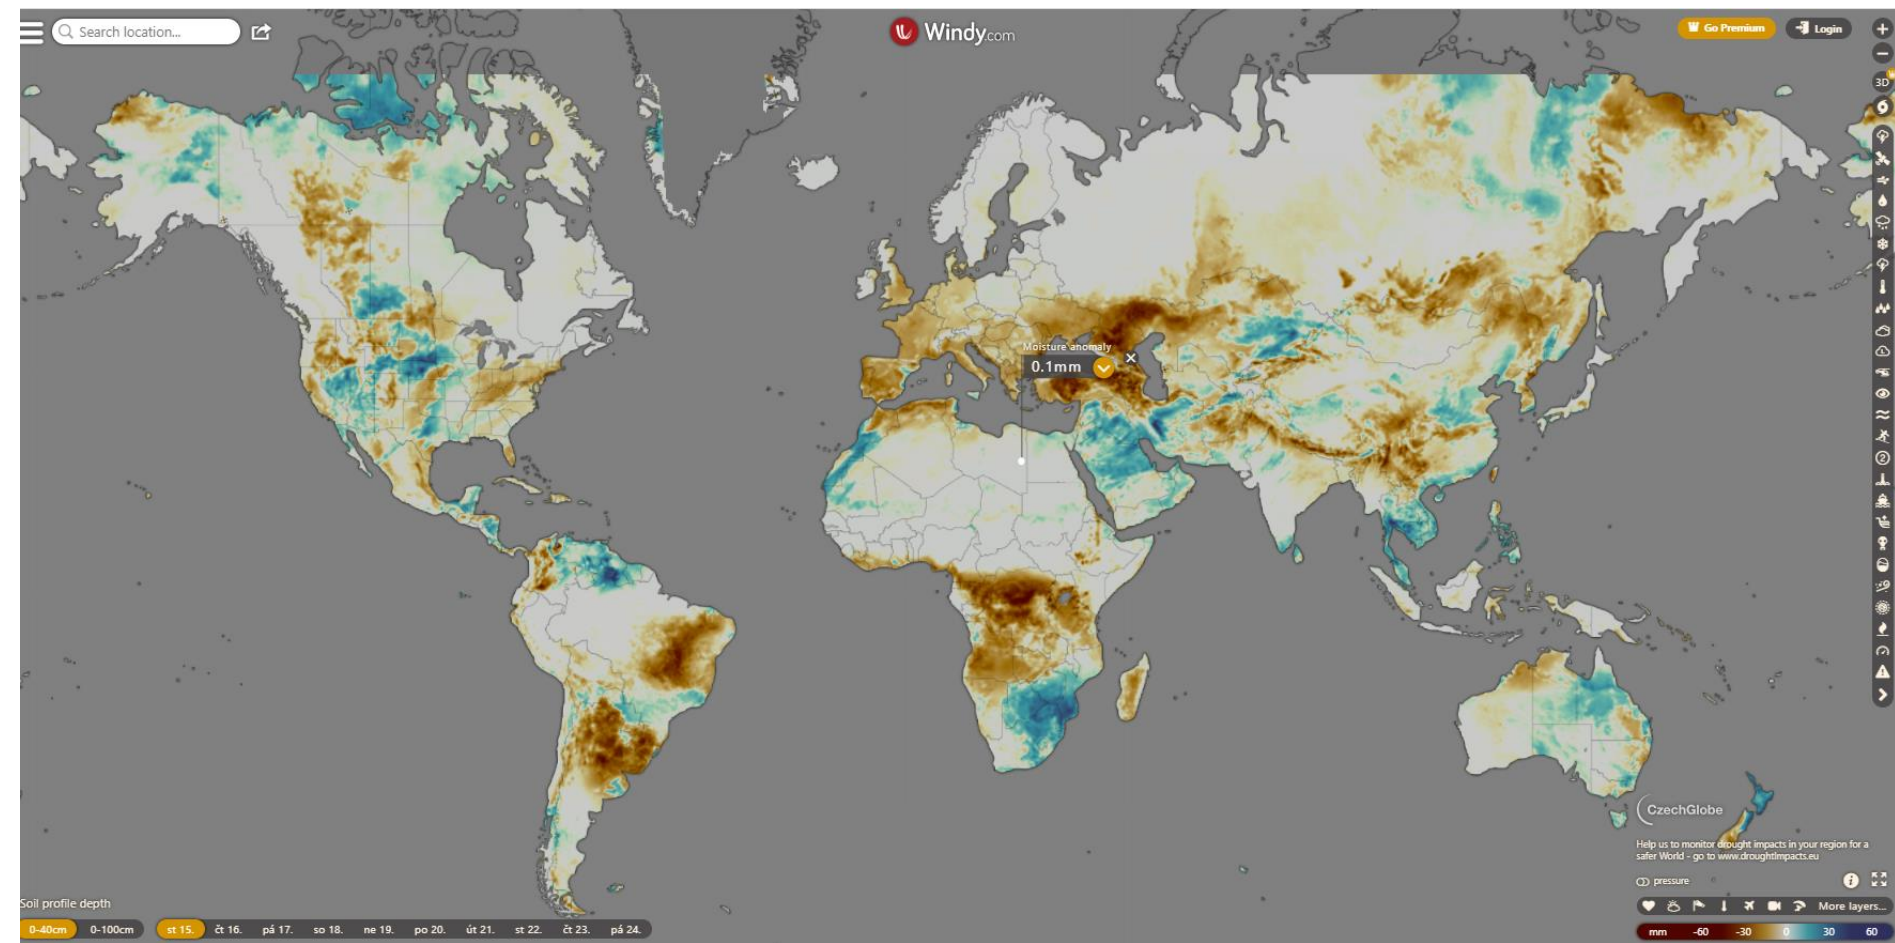 Search location...
Windy.com
Go Premium
Login
3D
Moisture anomaly
0.1mm
CzechGlobe
Help us to monitor drought impacts in your region for a
safer World - go to www.droughtimpacts.eu
pressure
Soil profile depth
More layers...
0-40cm 0-100cm st 15. čt 16. pá 17. so 18. ne 19. po 20. út 21. st 22. čt 23. pá 24.
mm -60 -30 0 30 60